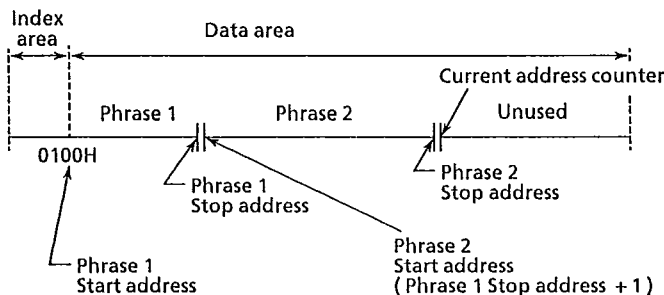 Index
area
Data area
Current address counter
Phrase 1
Phrase 2
Unused
0100H
Phrase 1
Stop address
Phrase 2
Stop address
Phrase 1
Start address
Phrase 2
Start address
(Phrase 1 Stop address +1)